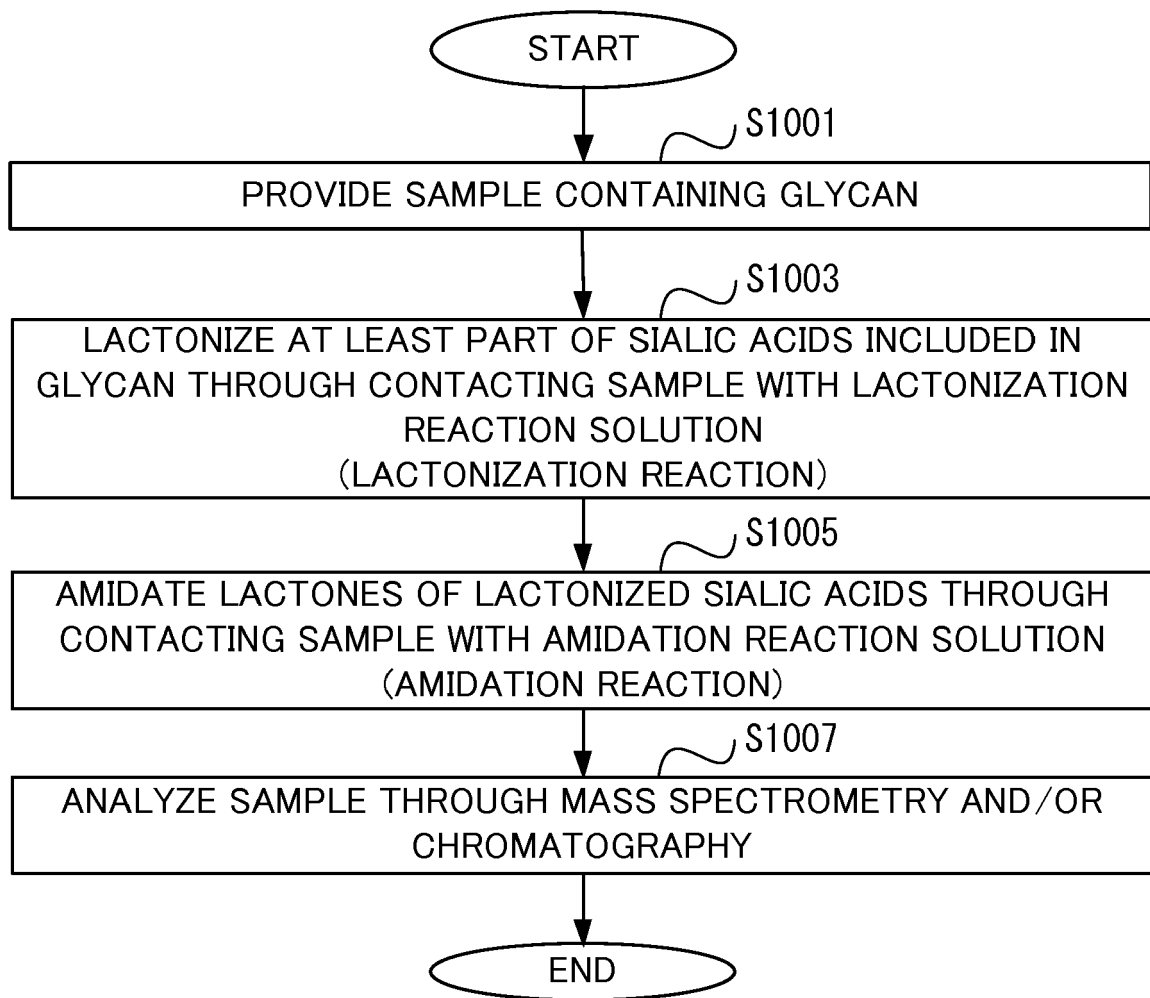 START
S1001
PROVIDE SAMPLE CONTAINING GLYCAN
S1003
LACTONIZE AT LEAST PART OF SIALIC ACIDS INCLUDED IN
GLYCAN THROUGH CONTACTING SAMPLE WITH LACTONIZATION
REACTION SOLUTION
(LACTONIZATION REACTION)
S1005
AMIDATE LACTONES OF LACTONIZED SIALIC ACIDS THROUGH
CONTACTING SAMPLE WITH AMIDATION REACTION SOLUTION
(AMIDATION REACTION)
S1007
ANALYZE SAMPLE THROUGH MASS SPECTROMETRY AND/OR
CHROMATOGRAPHY
END